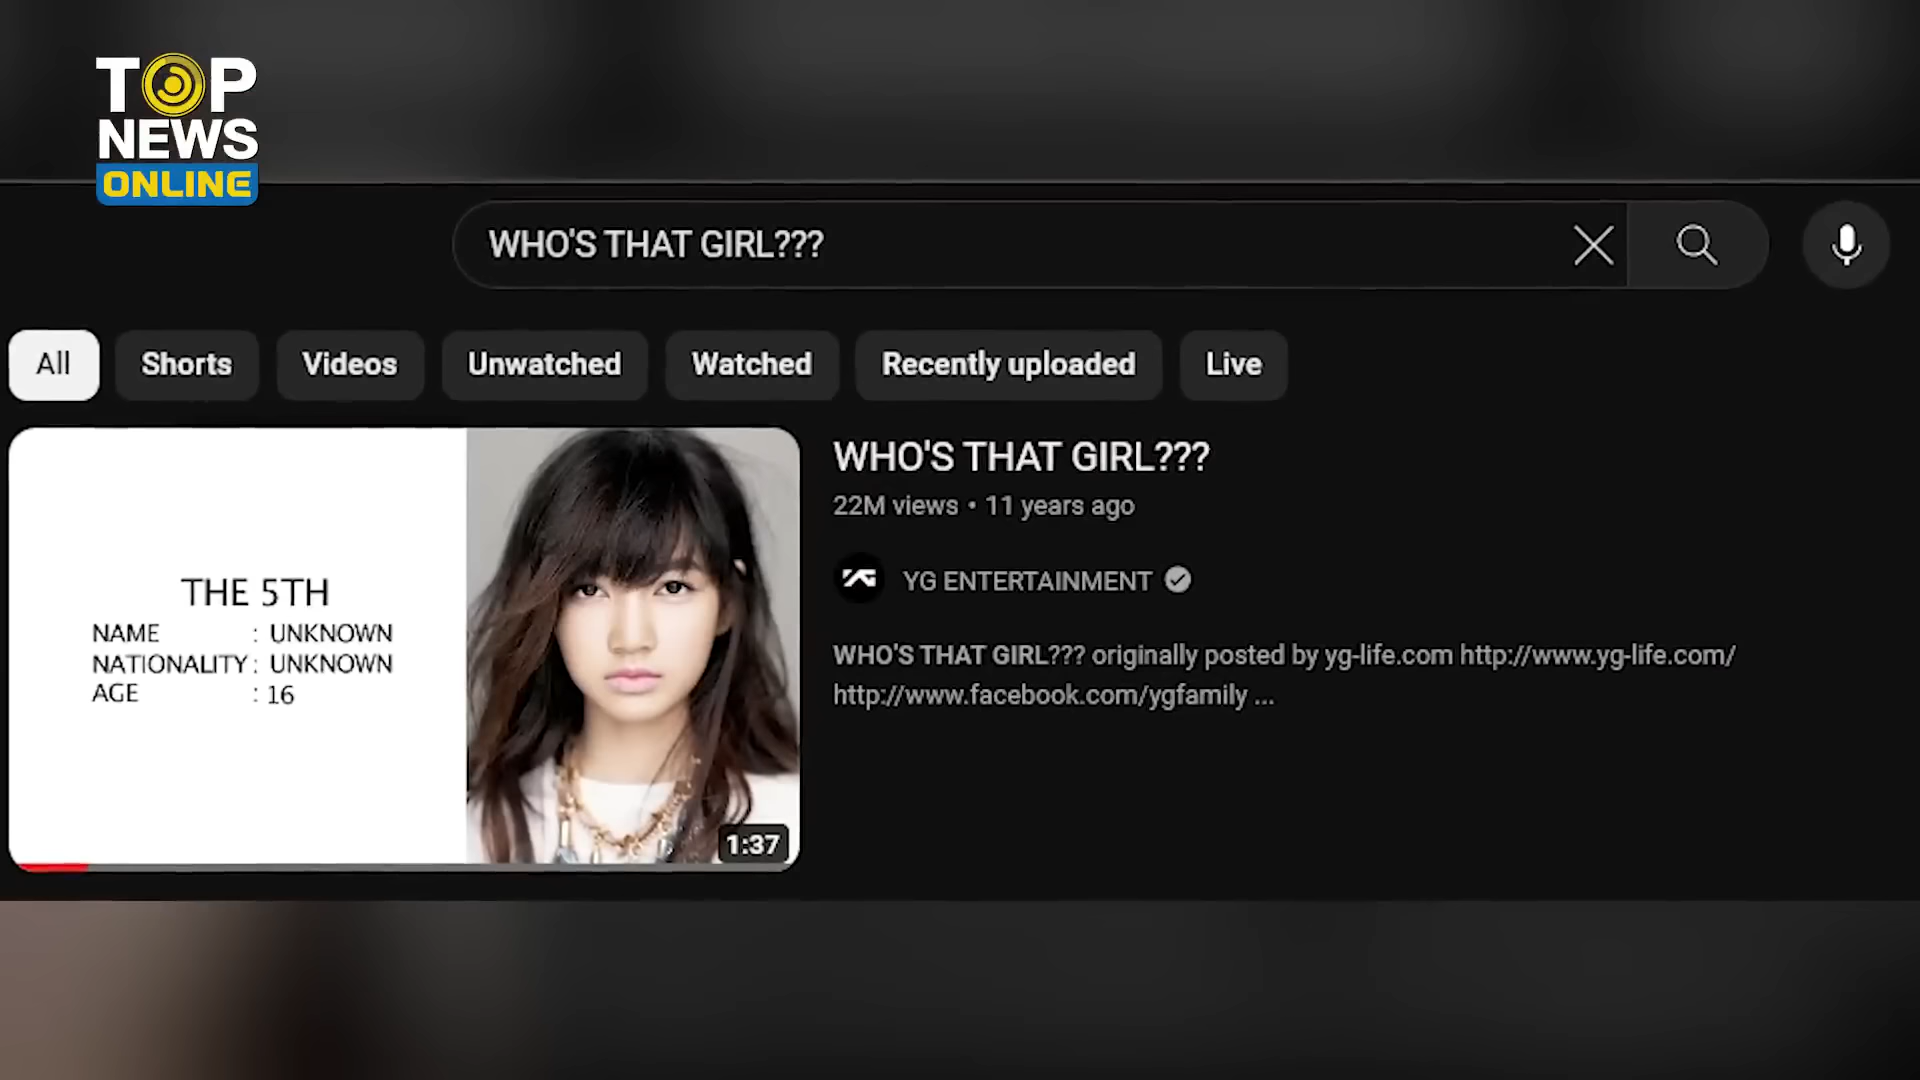 TOP
NEWS
ONLINE
WHO'S THAT GIRL???
All
Shorts
Videos
Unwatched
Watched
Recently uploaded
Live
THE 5TH
NAME : UNKNOWN
NATIONALITY : UNKNOWN
AGE : 16
1:37
WHO'S THAT GIRL???
22M views • 11 years ago
YG
YG ENTERTAINMENT
WHO'S THAT GIRL??? originally posted by yg-life.com http://www.yg-life.com/
http://www.facebook.com/ygfamily ...